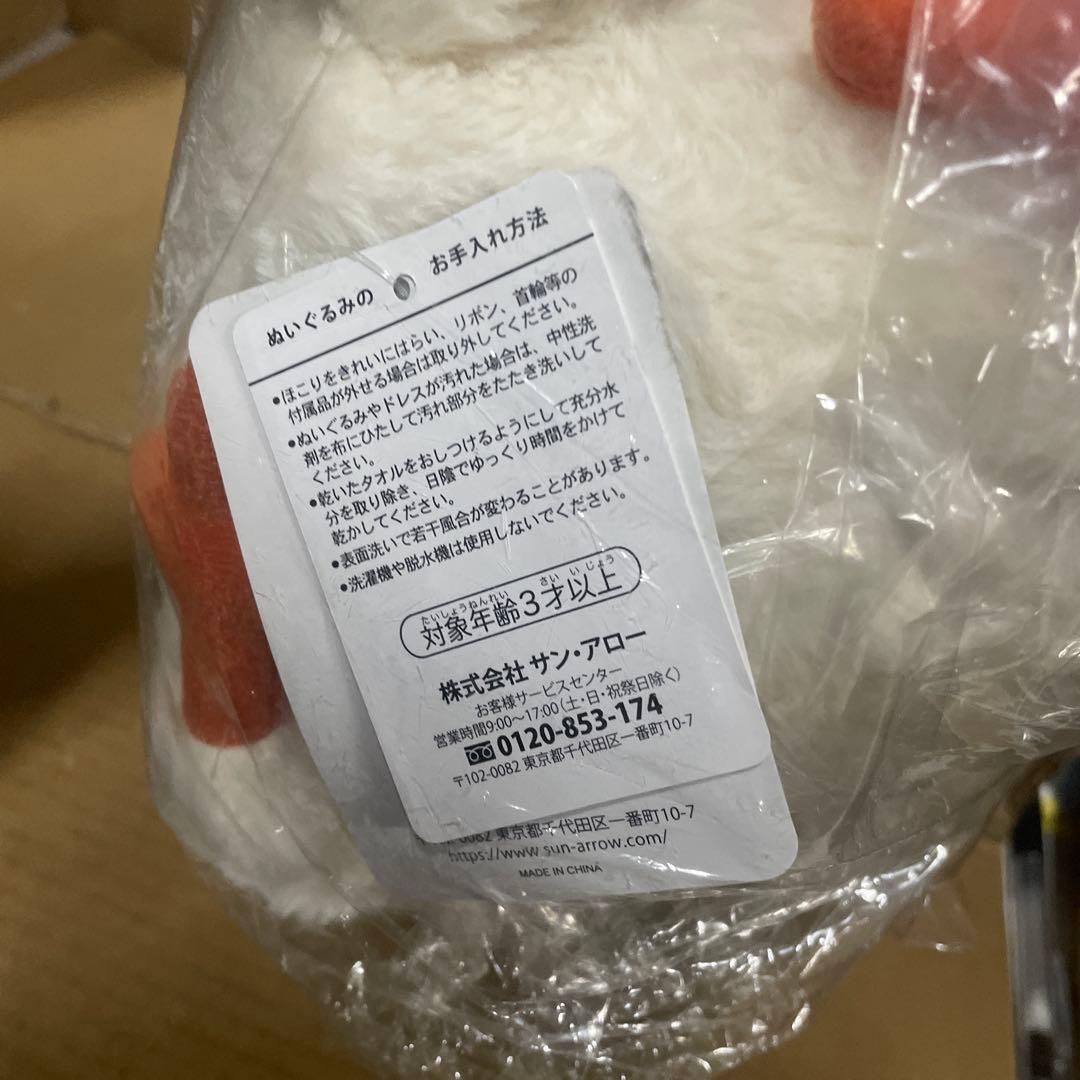 ぬいぐるみの お手入れ方法
●ほこりをきれいにはらい、リボン、首輪等の
付属品が外せる場合は取り外してください。
●ぬいぐるみやドレスが汚れた場合は、中性洗
剤を布にひたして汚れ部分をたたき洗いして
ください。
●乾いたタオルをおしつけるようにして充分水
分を取り除き、日陰でゆっくり時間をかけて
乾かしてください。
●表面洗いで若干風合が変わることがあります。
●洗濯機や脱水機は使用しないでください。
たいしょうねんれい さい いじょう
対象年齢3才以上
株式会社 サン・アロー
お客様サービスセンター
営業時間9:00〜17:00(土・日・祝祭日除く)
0120-853-174
〒102-0082 東京都千代田区一番町10-7
0082 東京都千代田区一番町10-7
https://www.sun-arrow.com/
MADE IN CHINA